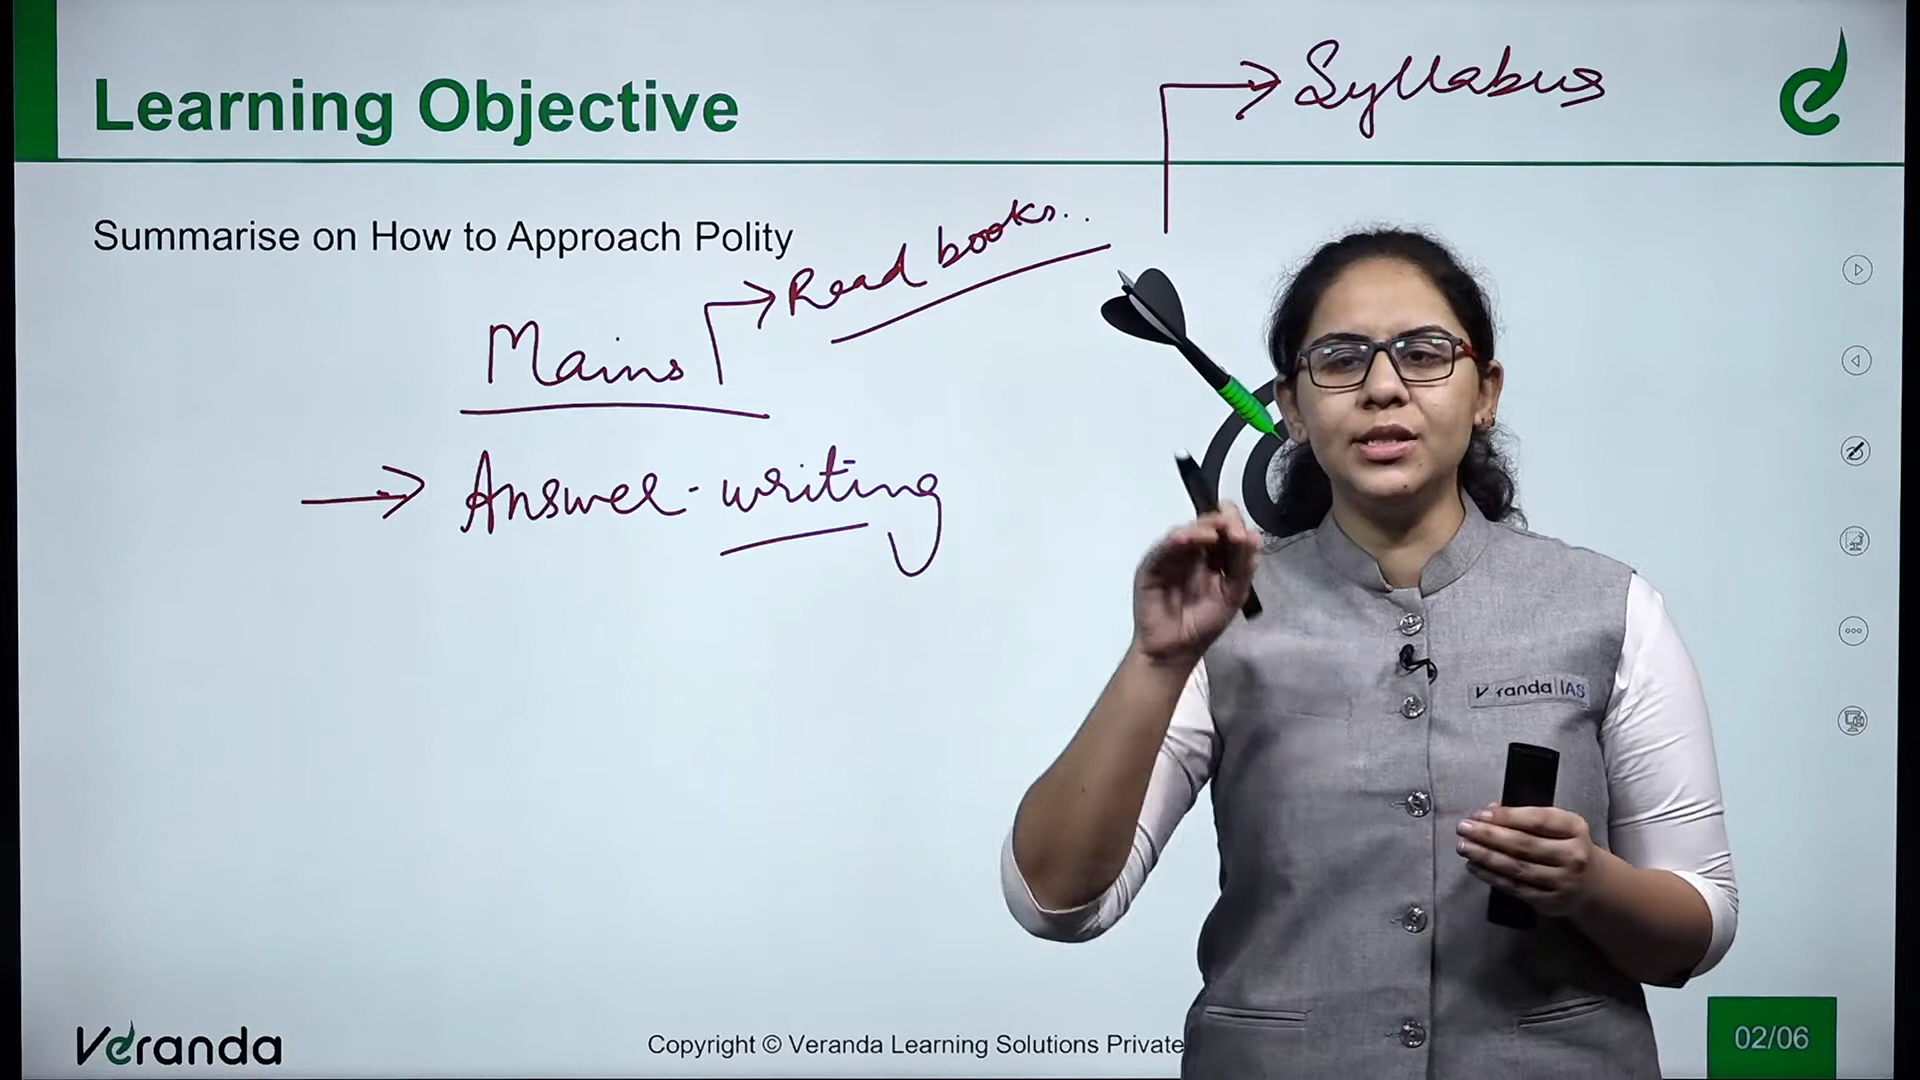 Learning Objective
Syllabus
Summarise on How to Approach Polity
Read books..
Mains
Answer-writing
Veranda IAS
Veranda
Copyright © Veranda Learning Solutions Private
02/06